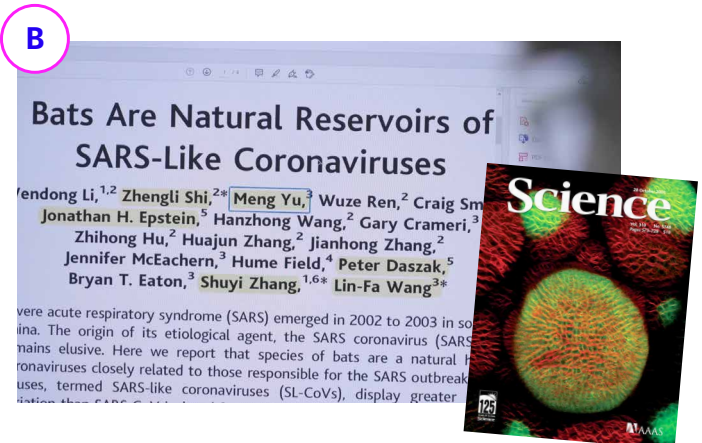 B
Bats Are Natural Reservoirs of
SARS-Like Coronaviruses
endong Li,1,2 Zhengli Shi,2* Meng Yu,3 Wuze Ren,2 Craig Sm
Jonathan H. Epstein,5 Hanzhong Wang,2 Gary Crameri,3
Zhihong Hu,2 Huajun Zhang,2 Jianhong Zhang,2
Jennifer McEachern,3 Hume Field,4 Peter Daszak,5
Bryan T. Eaton,3 Shuyi Zhang,1,6* Lin-Fa Wang3*
vere acute respiratory syndrome (SARS) emerged in 2002 to 2003 in so
ina. The origin of its etiological agent, the SARS coronavirus (SARS
mains elusive. Here we report that species of bats are a natural h
ronaviruses closely related to those responsible for the SARS outbreak
uses, termed SARS-like coronaviruses (SL-CoVs), display greater
Science
125
AAAS